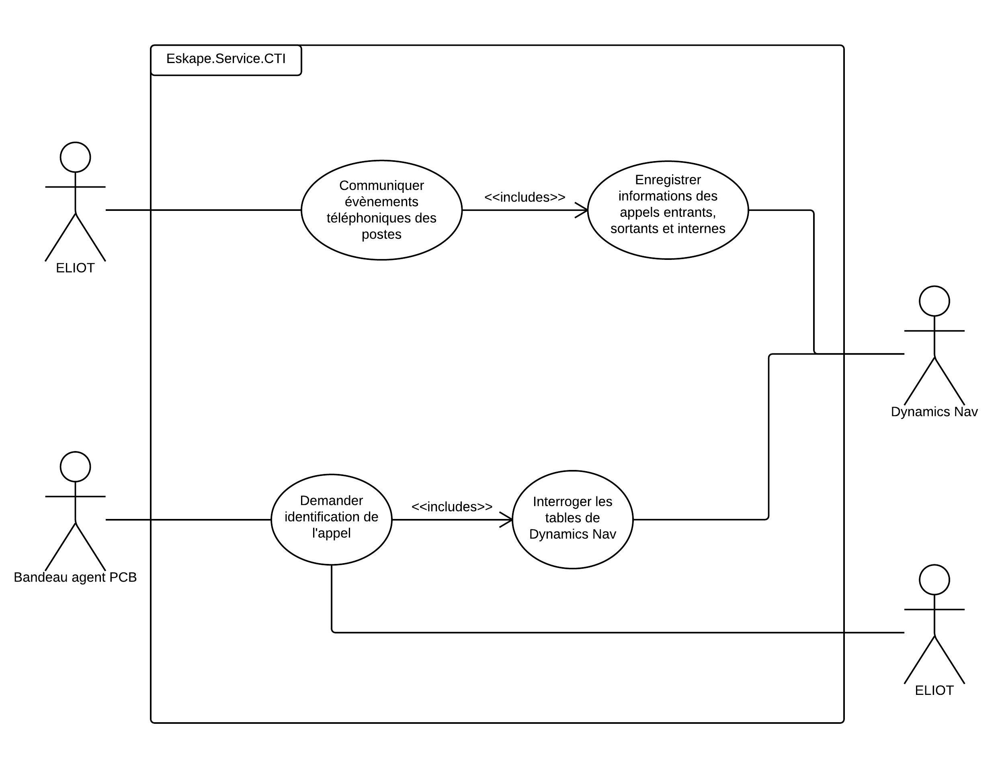 Eskape.Service.CTI
Communiquer
évènements
téléphoniques des
postes
<<includes>>
Enregistrer
informations des
appels entrants,
sortants et internes
ELIOT
Dynamics Nav
Demander
identification de
l'appel
<<includes>>
Interroger les
tables de
Dynamics Nav
Bandeau agent PCB
ELIOT